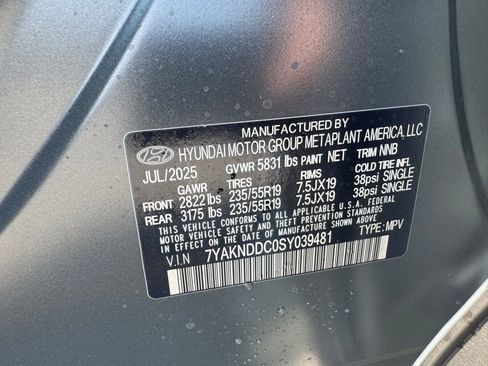 MANUFACTURED BY
HYUNDAI MOTOR GROUP METAPLANT AMERICA, LLC
JUL/2025 GVWR 5831 lbs PAINT NET TRIM NNB
GAWR TIRES RIMS COLD TIRE INFL
FRONT 2822 lbs 235/55R19 7.5JX19 38psi SINGLE
REAR 3175 lbs 235/55R19 7.5JX19 38psi SINGLE
THIS VEHICLE CONFORMS TO ALL APPLICABLE U.S.A. FEDERAL
MOTOR VEHICLE SAFETY STANDARDS IN EFFECT ON THE
DATE OF MANUFACTURE SHOWN ABOVE.
V.I.N 7YAKNDDC0SY039481 TYPE: MPV